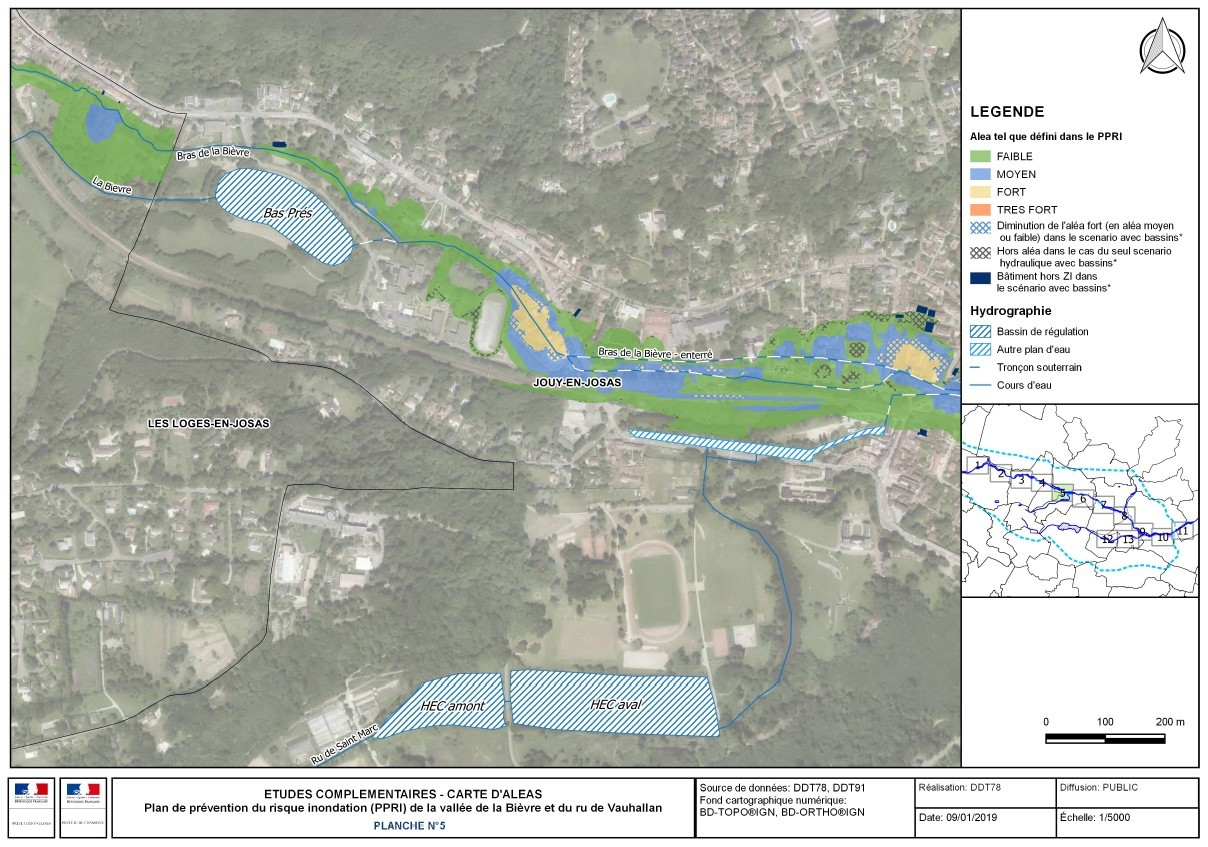 Bras de la Bièvre
La Bièvre
Bas Prés
Bras de la Bièvre - enterré
JOUY-EN-JOSAS
LES LOGES-EN-JOSAS
HEC amont
HEC aval
Ru de Saint Marc
LEGENDE
Alea tel que défini dans le PPRI
FAIBLE
MOYEN
FORT
TRES FORT
Diminution de l'aléa fort (en aléa moyen
ou faible) dans le scenario avec bassins*
Hors aléa dans le cas du seul scenario
hydraulique avec bassins*
Bâtiment hors ZI dans
le scénario avec bassins*
Hydrographie
Bassin de régulation
Autre plan d'eau
Tronçon souterrain
Cours d'eau
1
2
3
4
5
6
7
8
9
10
11
12
13
0 100 200 m
ETUDES COMPLEMENTAIRES - CARTE D'ALEAS
Plan de prévention du risque inondation (PPRI) de la vallée de la Bièvre et du ru de Vauhallan
PLANCHE N°5
Source de données: DDT78, DDT91
Fond cartographique numérique:
BD-TOPO®IGN, BD-ORTHO®IGN
Réalisation: DDT78
Diffusion: PUBLIC
Date: 09/01/2019
Échelle: 1/5000